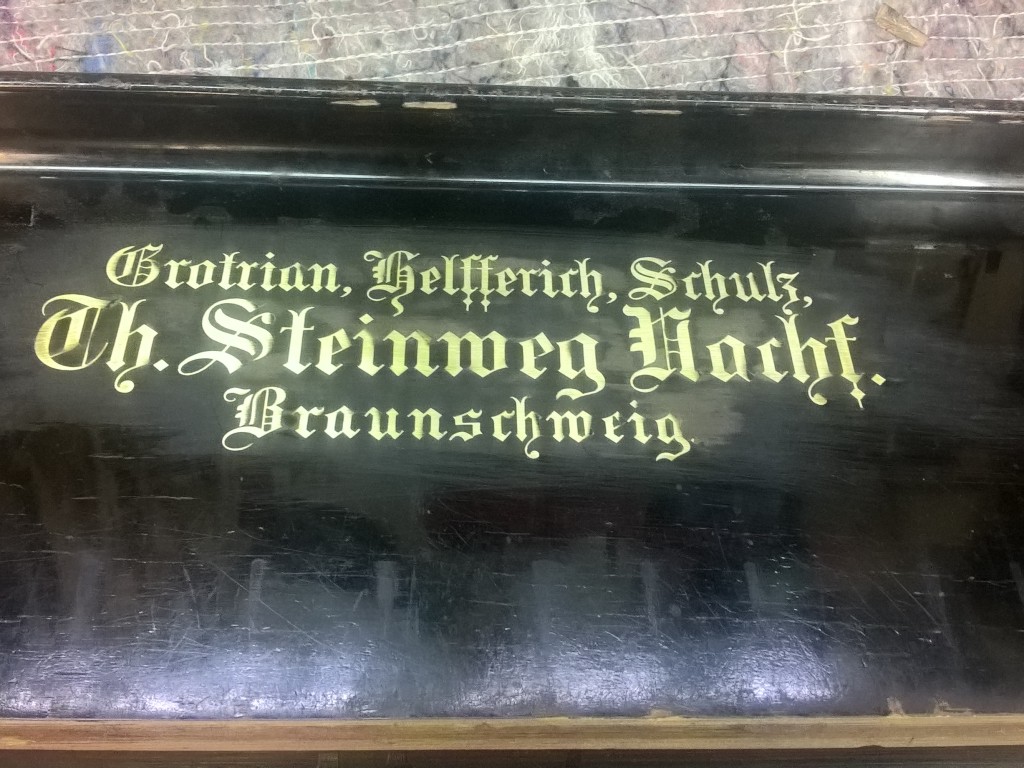 Grotrian, Helfferich, Schulz,
Th. Steinweg Nachf.
Braunschweig